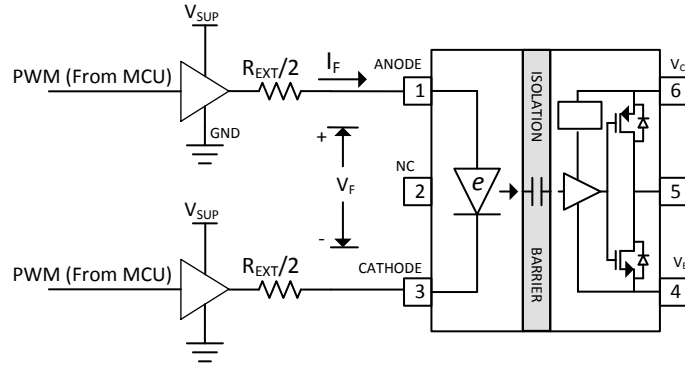 VSUP
PWM (From MCU)
REXT/2
IF
ANODE
1
GND
+
VF
-
NC
2
e
ISOLATION
BARRIER
VC
6
5
VSUP
PWM (From MCU)
REXT/2
CATHODE
3
4